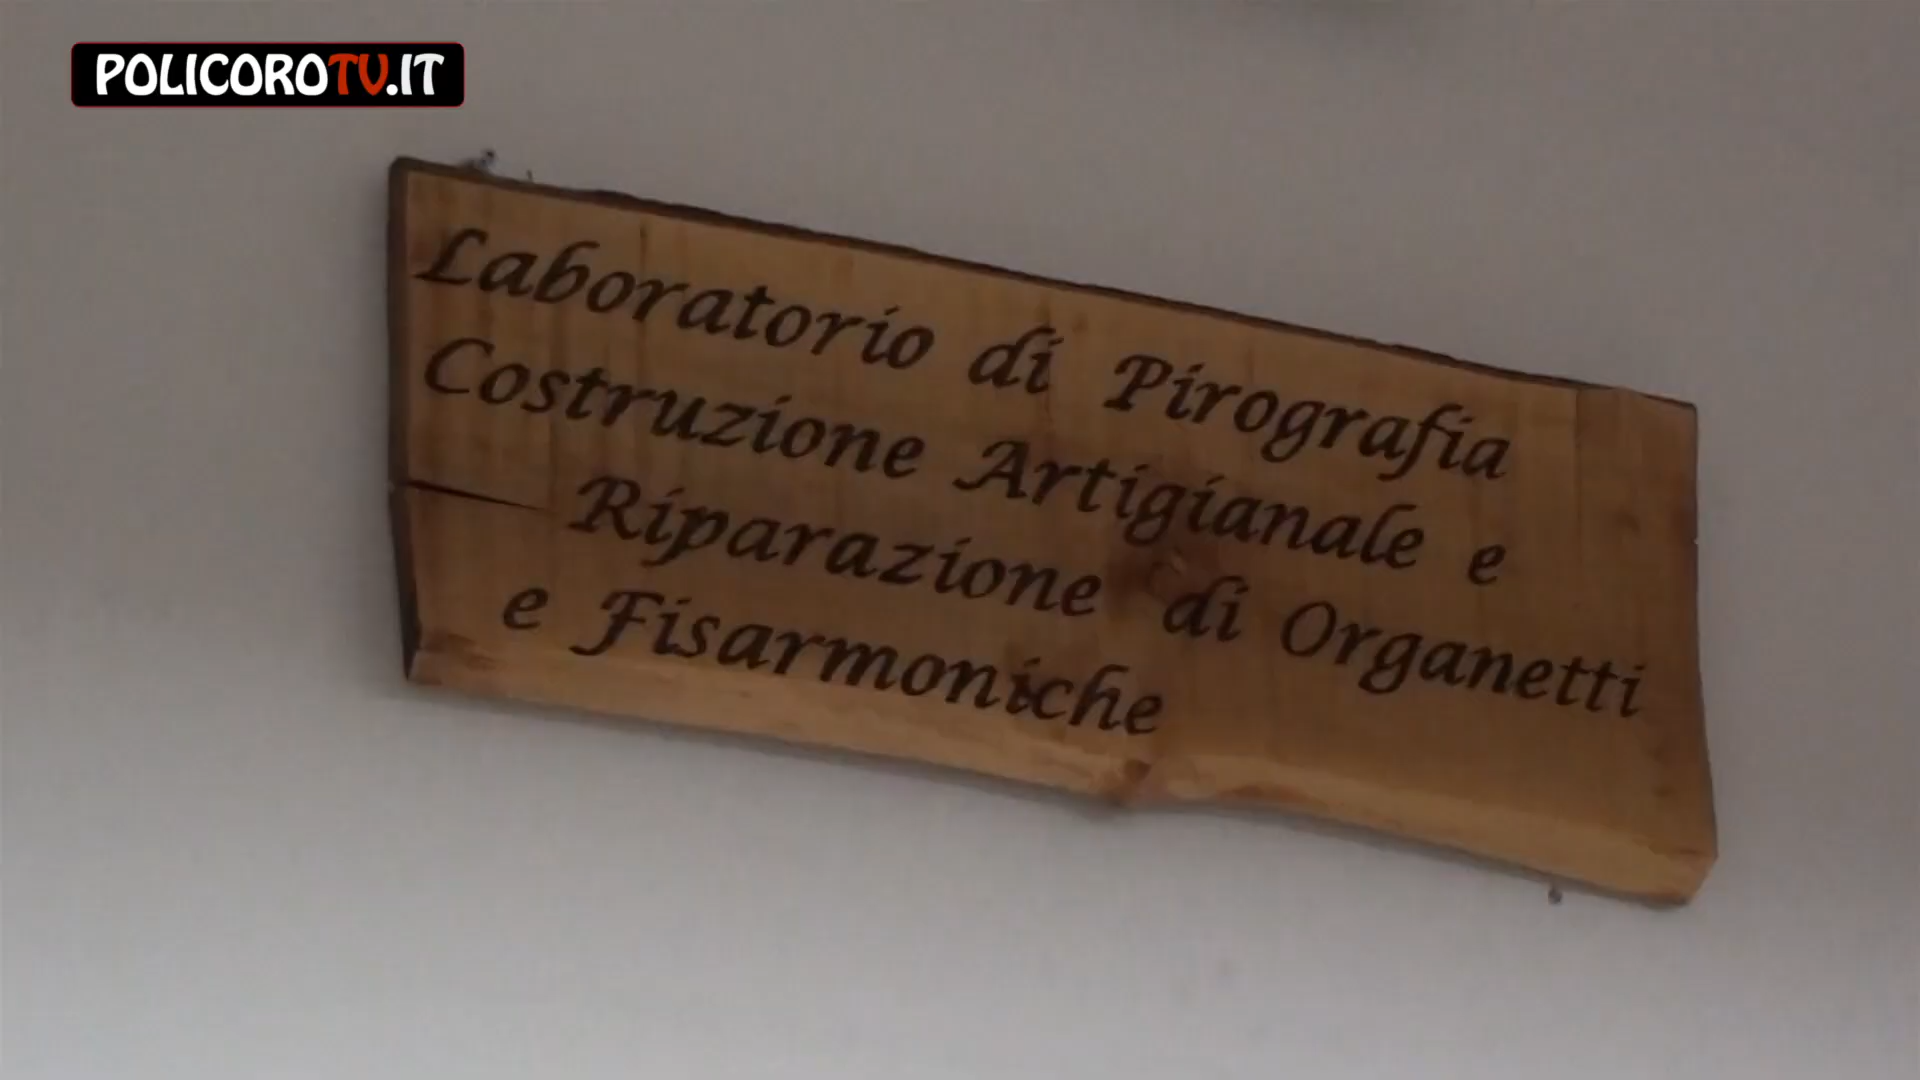 POLICOROTV.IT
Laboratorio di Pirografia
Costruzione Artigianale e
Riparazione di Organetti
e Fisarmoniche